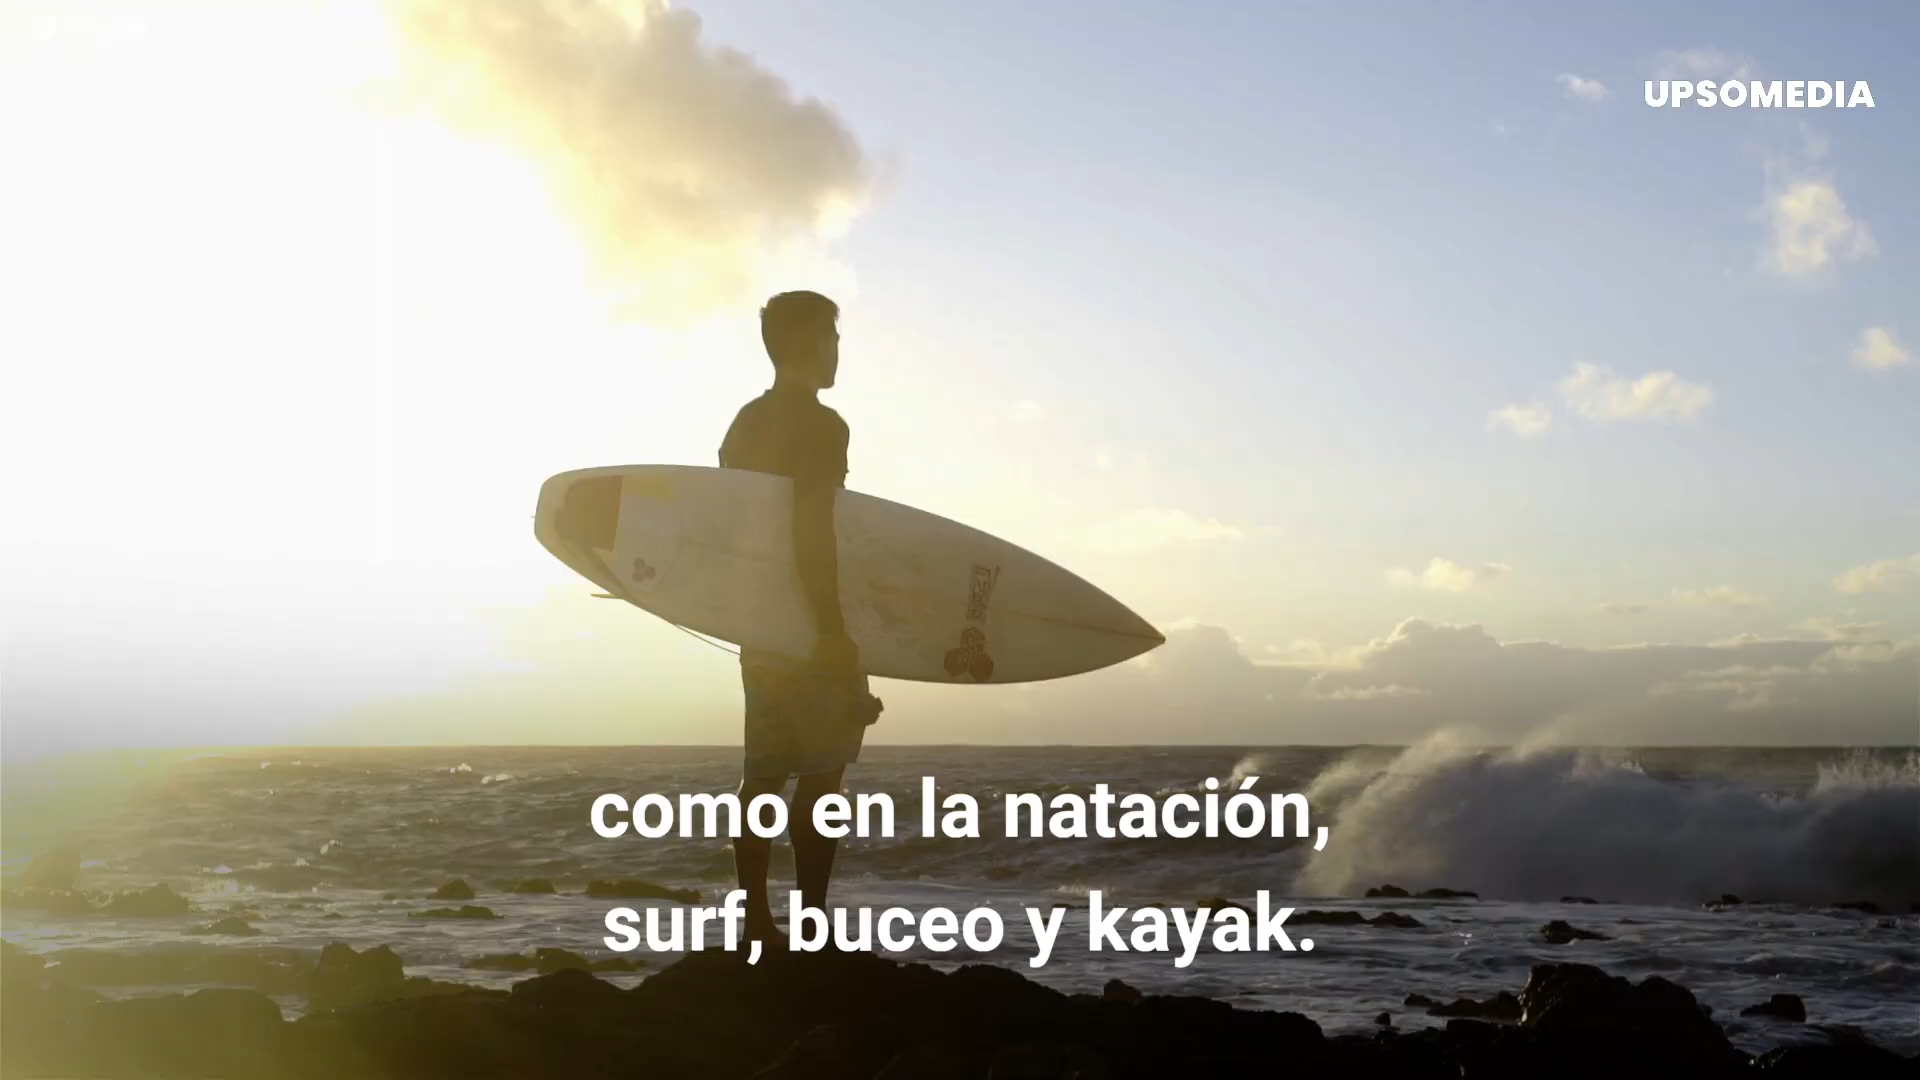 UPSOMEDIA
como en la natación,
surf, buceo y kayak.